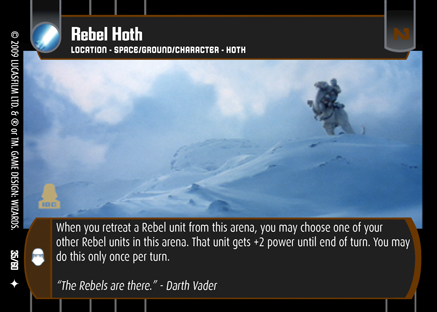 Rebel Hoth
LOCATION - SPACE/GROUND/CHARACTER - HOTH
When you retreat a Rebel unit from this arena, you may choose one of
your other Rebel units in this arena. That unit gets +2 power until end of turn. You may
do this only once per turn.
"The Rebels are there." - Darth Vader
© 2009 LUCASFILM LTD. & ® or TM. GAME DESIGN: WIZARDS.